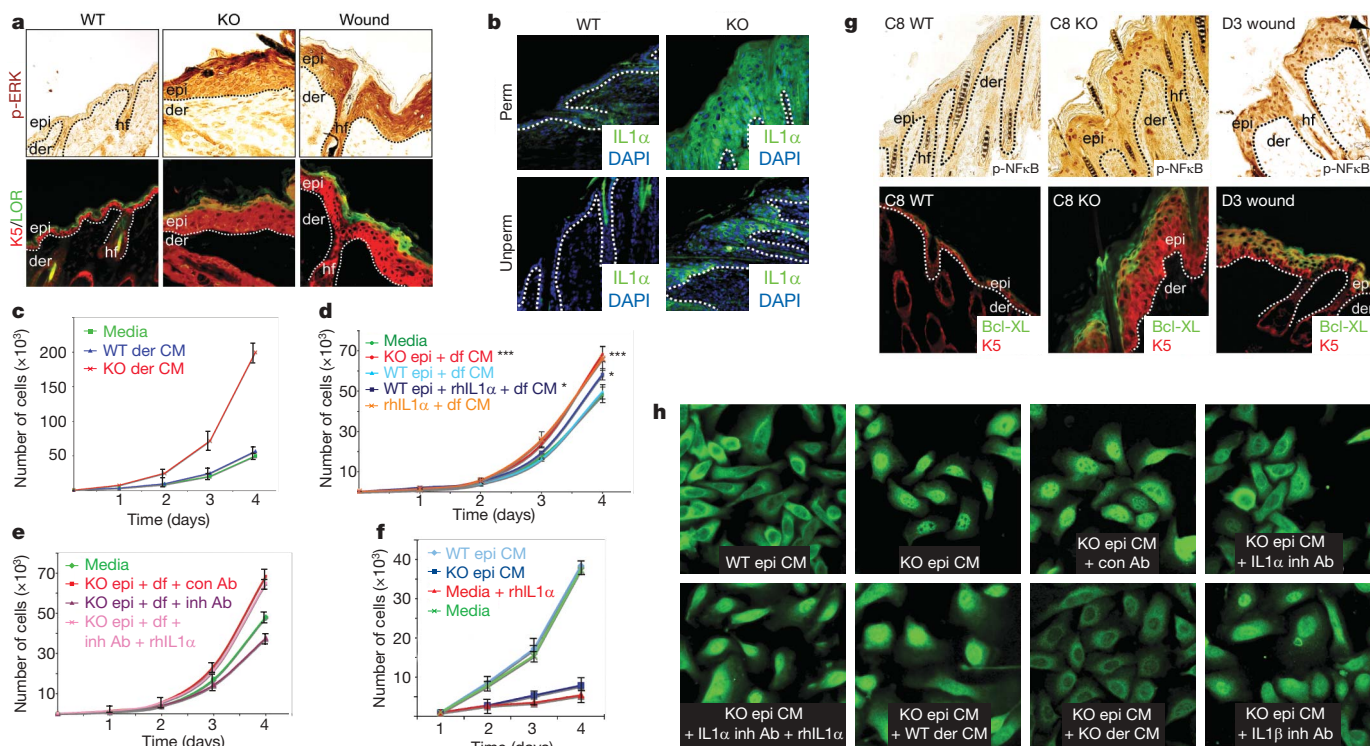 a
WT
KO
Wound
p-ERK
epi
der
epi
der
hf
epi
der
epi
der
hf
K5/LOR
epi
der
hf
epi
der
epi
der
hf
b
WT
KO
Perm
IL1α
DAPI
IL1α
DAPI
Unperm
IL1α
DAPI
IL1α
DAPI
g
C8 WT
der
epi
hf
p-NFκB
C8 KO
der
epi
p-NFκB
D3 wound
epi
hf
der
p-NFκB
C8 WT
epi
der
Bcl-XL
K5
C8 KO
epi
der
Bcl-XL
K5
D3 wound
epi
der
Bcl-XL
K5
c
Number of cells (×10³)
200
150
100
50
Media
WT der CM
KO der CM
1 2 3 4
Time (days)
d
Number of cells (×10³)
70
50
30
10
Media
KO epi + df CM ***
WT epi + df CM
WT epi + rhIL1α + df CM *
rhIL1α + df CM
***
*
1 2 3 4
Time (days)
e
Number of cells (×10³)
70
50
30
10
Media
KO epi + df + con Ab
KO epi + df + inh Ab
KO epi + df +
inh Ab + rhIL1α
1 2 3 4
Time (days)
f
Number of cells (×10³)
40
30
20
10
WT epi CM
KO epi CM
Media + rhIL1α
Media
1 2 3 4
Time (days)
h
WT epi CM
KO epi CM
KO epi CM
+ con Ab
KO epi CM
+ IL1α inh Ab
KO epi CM
+ IL1α inh Ab + rhIL1α
KO epi CM
+ WT der CM
KO epi CM
+ KO der CM
KO epi CM
+ IL1β inh Ab